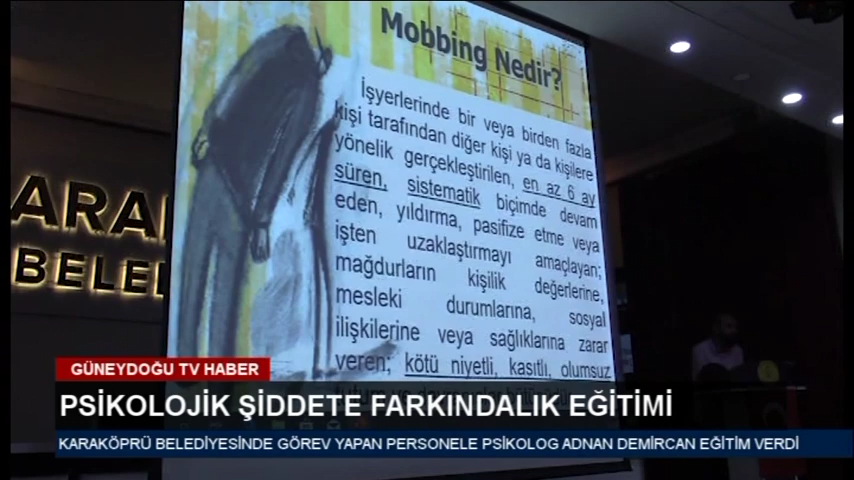 Mobbing Nedir?
İşyerlerinde bir veya birden fazla
kişi tarafından diğer kişi ya da kişilere
yönelik gerçekleştirilen, en az 6 ay
süren, sistematik biçimde devam
eden, yıldırma, pasifize etme veya
işten uzaklaştırmayı amaçlayan;
mağdurların kişilik değerlerine,
mesleki durumlarına, sosyal
ilişkilerine veya sağlıklarına zarar
veren; kötü niyetli, kasıtlı, olumsuz
ARA
BELE
GÜNEYDOĞU TV HABER
PSİKOLOJİK ŞİDDETE FARKINDALIK EĞİTİMİ
KARAKÖPRÜ BELEDİYESİNDE GÖREV YAPAN PERSONELE PSİKOLOG ADNAN DEMİRCAN EĞİTİM VERDİ